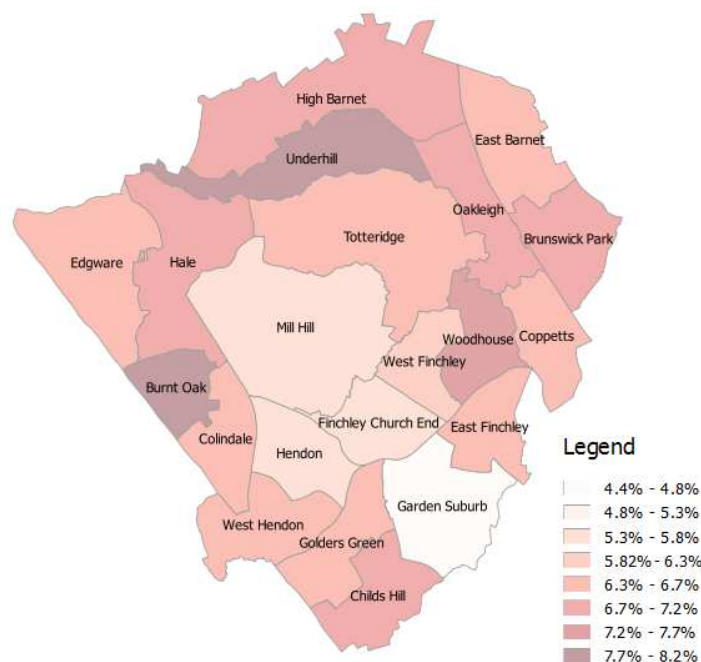 High Barnet
East Barnet
Underhill
Oakleigh
Totteridge
Brunswick Park
Edgware
Hale
Mill Hill
Woodhouse
Coppetts
West Finchley
Burnt Oak
Finchley Church End
East Finchley
Colindale
Hendon
Legend
4.4% - 4.8%
Garden Suburb
4.8% - 5.3%
West Hendon
5.3% - 5.8%
Golders Green
5.82% - 6.3%
6.3% - 6.7%
Childs Hill
6.7% - 7.2%
7.2% - 7.7%
7.7% - 8.2%